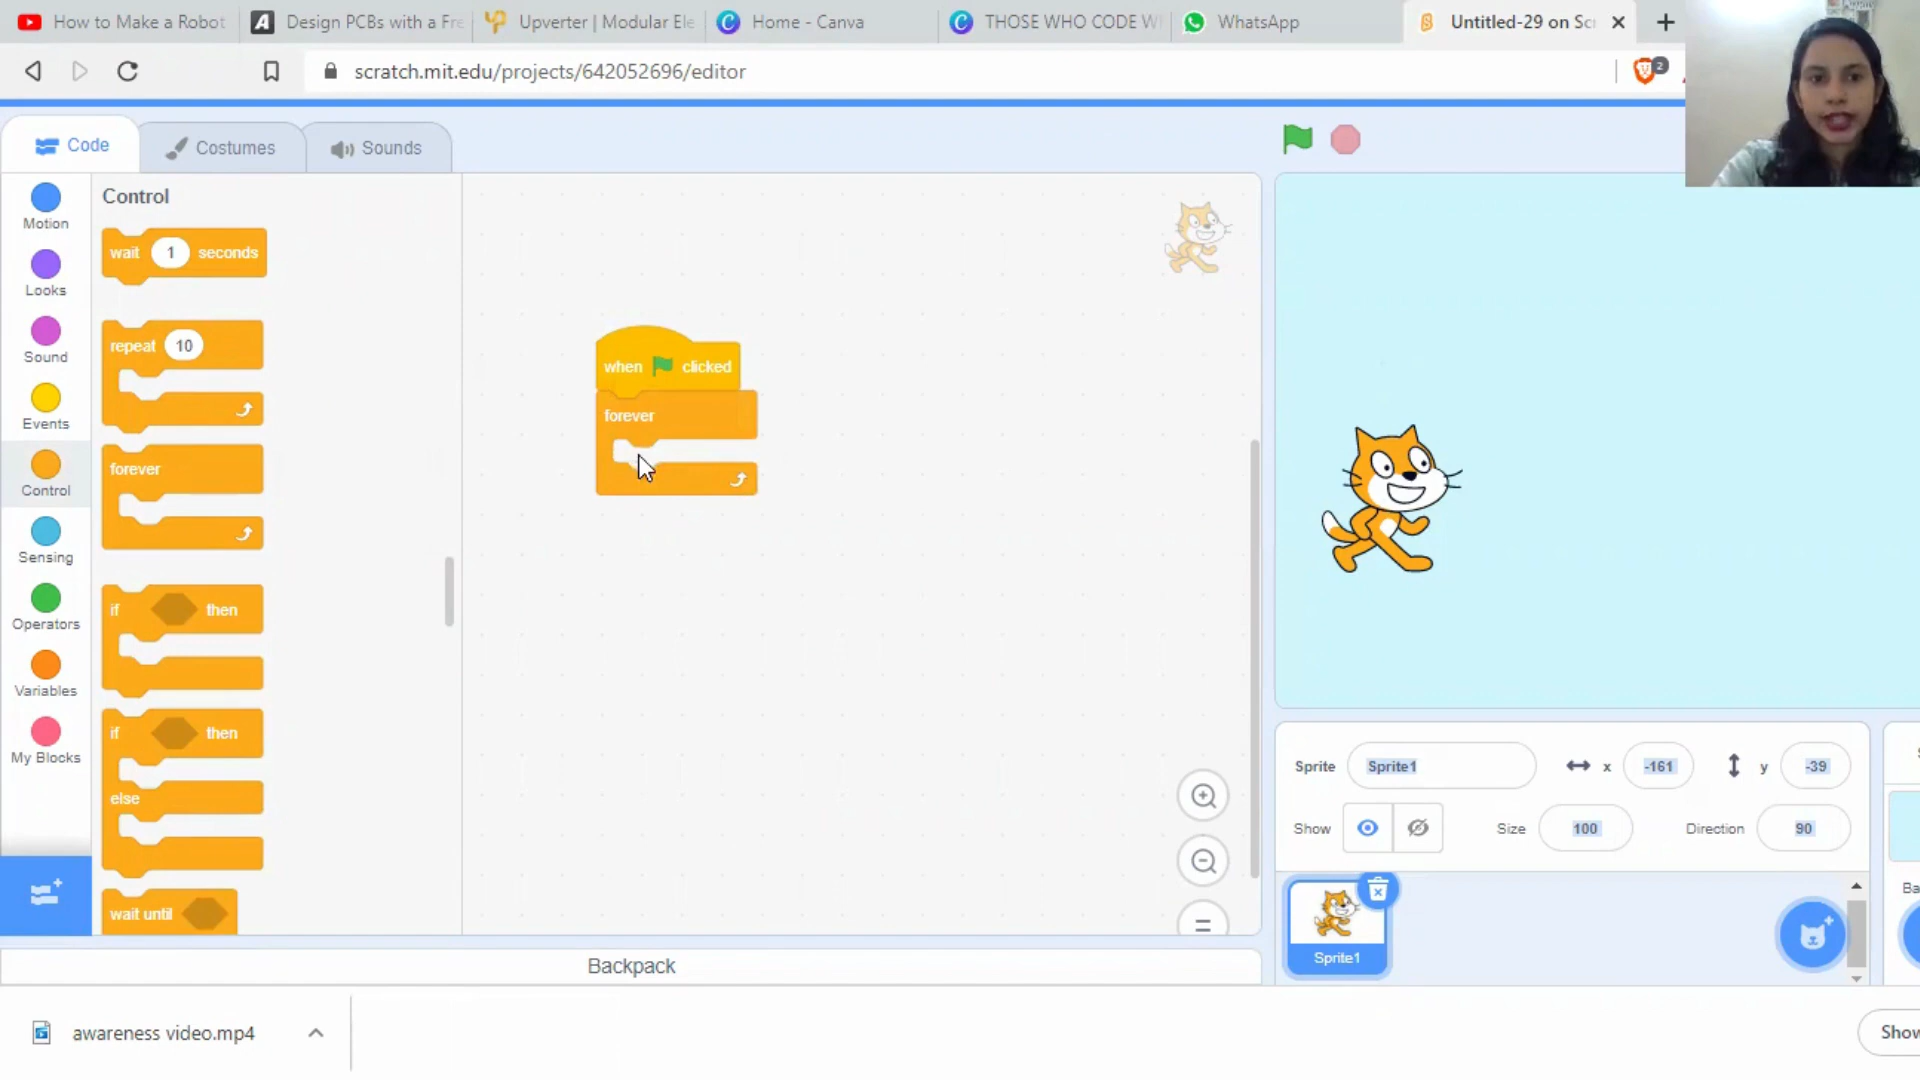 How to Make a Robot
Design PCBs with a Fre
Upverter | Modular Ele
Home - Canva
THOSE WHO CODE W
WhatsApp
Untitled-29 on Sc
scratch.mit.edu/projects/642052696/editor
2
Code
Costumes
Sounds
Motion
Looks
Sound
Events
Control
Sensing
Operators
Variables
My Blocks
Control
wait 1 seconds
repeat 10
forever
if then
if then
else
wait until
when clicked
forever
Sprite Sprite1 x -161 y -39
Show Size 100 Direction 90
Sprite1
Ba
Backpack
awareness video.mp4
Show